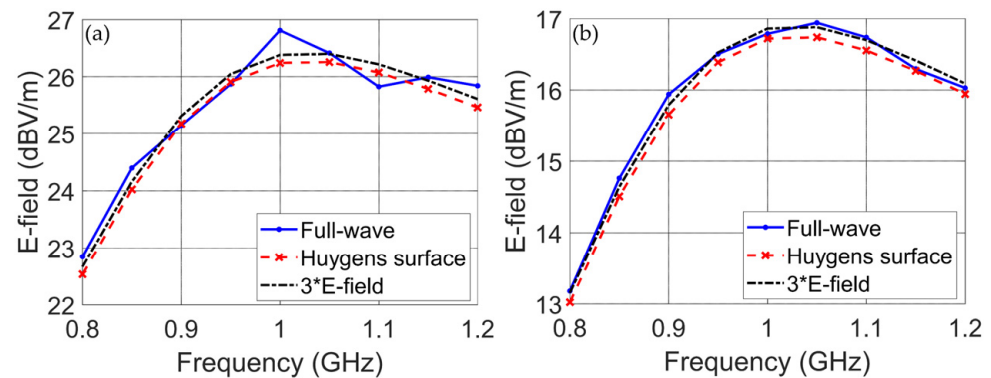 (a)
27
26
25
24
23
22
E-field (dBV/m)
Full-wave
Huygens surface
3*E-field
0.8 0.9 1 1.1 1.2
Frequency (GHz)
(b)
17
16
15
14
13
E-field (dBV/m)
Full-wave
Huygens surface
3*E-field
0.8 0.9 1 1.1 1.2
Frequency (GHz)